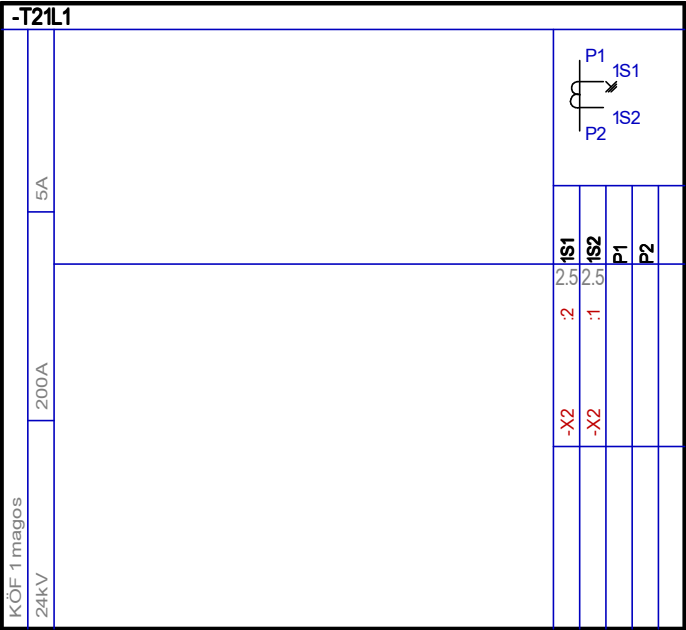 -T21L1
P1
1S1
1S2
P2
5A
200A
24kV
KÖF 1 magos
1S1
1S2
P1
P2
2.5
2.5
:2
:1
-X2
-X2